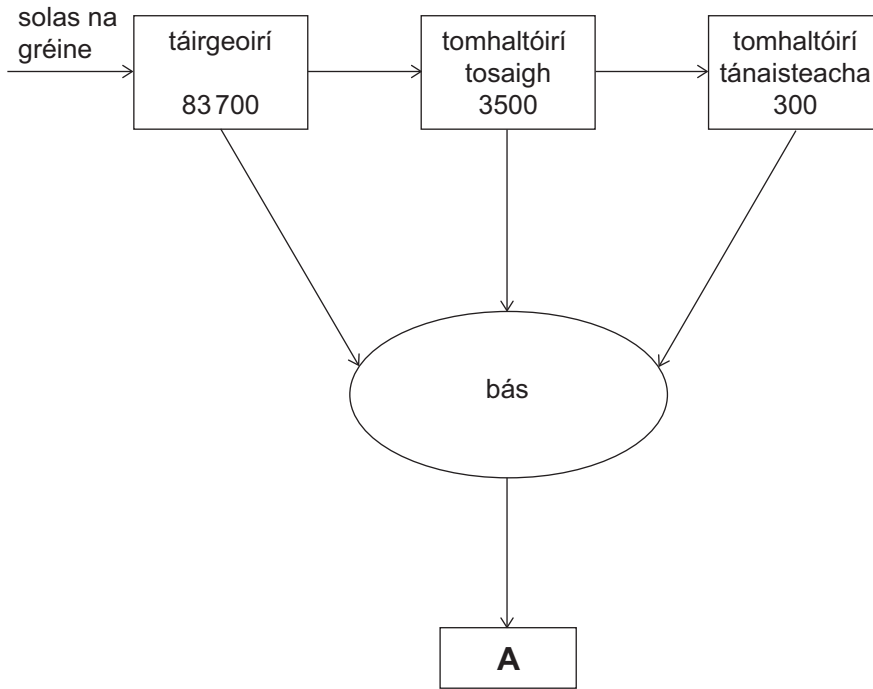 solas na
gréine
táirgeoirí
83 700
tomhaltóirí
tosaigh
3500
tomhaltóirí
tánaisteacha
300
bás
A